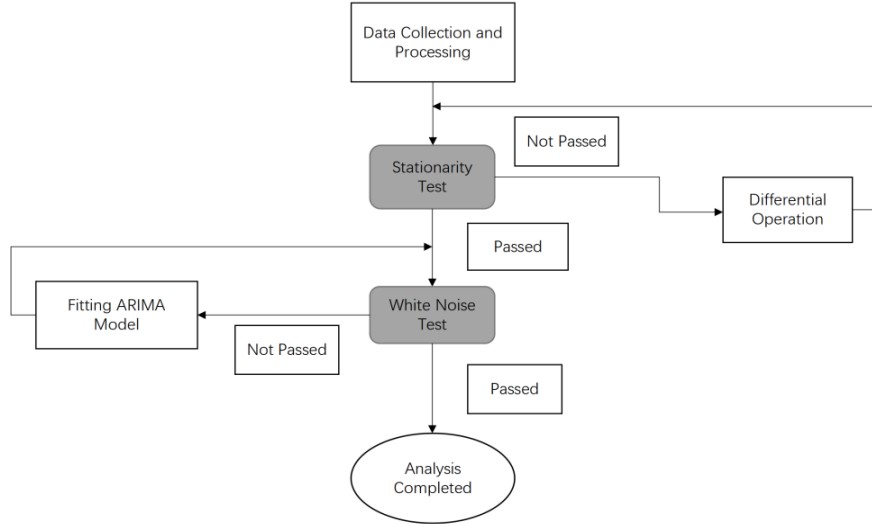 Data Collection and
Processing
Not Passed
Stationarity
Test
Differential
Operation
Passed
Fitting ARIMA
Model
White Noise
Test
Not Passed
Passed
Analysis
Completed